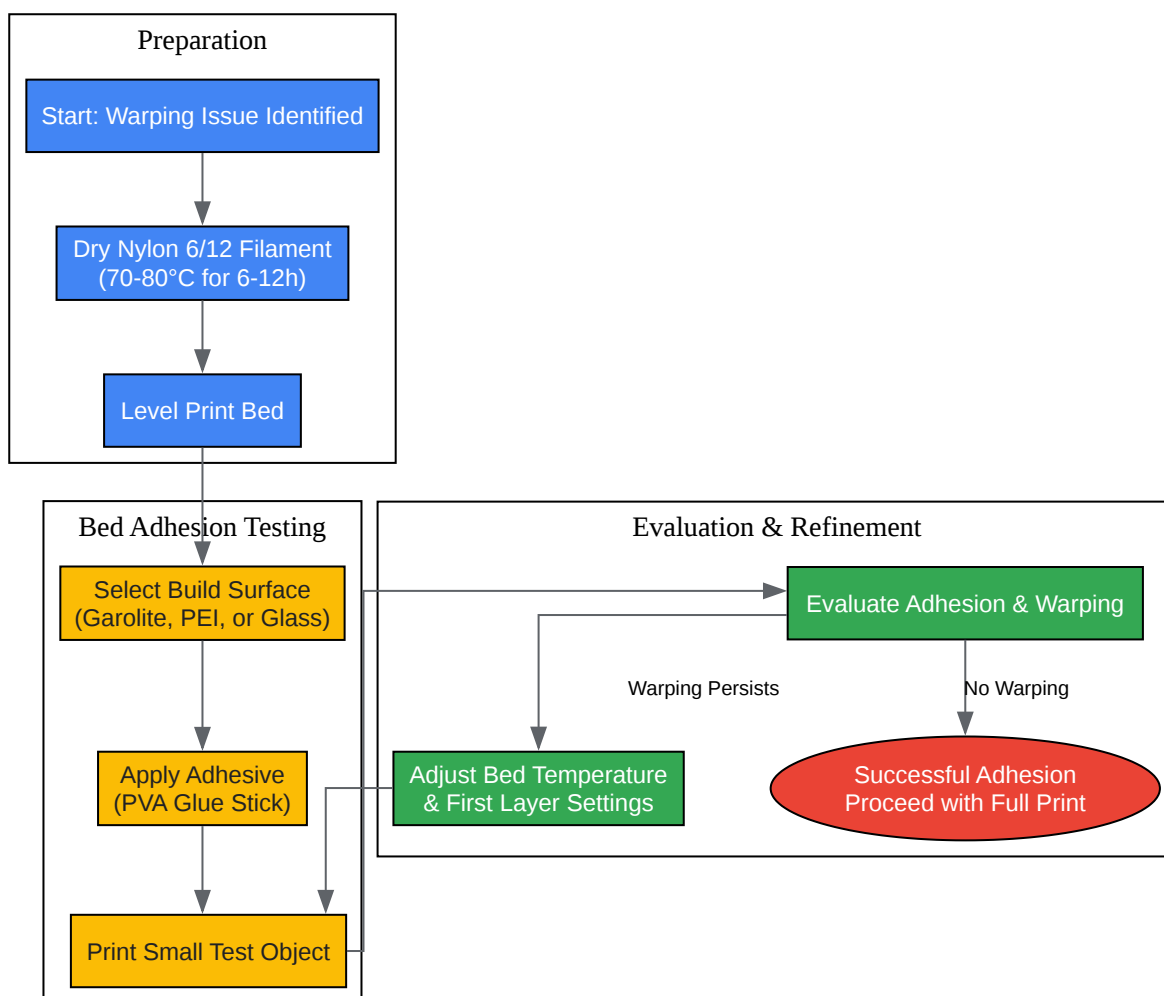 Preparation
Start: Warping Issue Identified
Dry Nylon 6/12 Filament
(70-80°C for 6-12h)
Level Print Bed
Bed Adhesion Testing
Select Build Surface
(Garolite, PEI, or Glass)
Apply Adhesive
(PVA Glue Stick)
Print Small Test Object
Evaluation & Refinement
Evaluate Adhesion & Warping
Warping Persists
No Warping
Adjust Bed Temperature
& First Layer Settings
Successful Adhesion
Proceed with Full Print